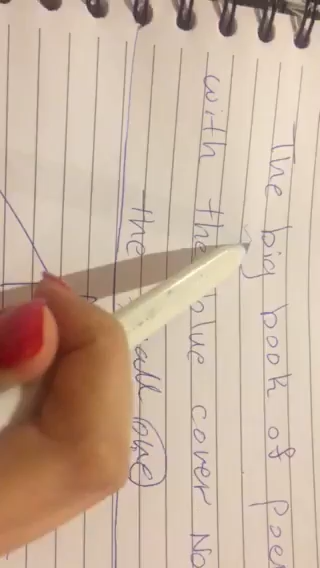 The big book of
with the blue cover
the one